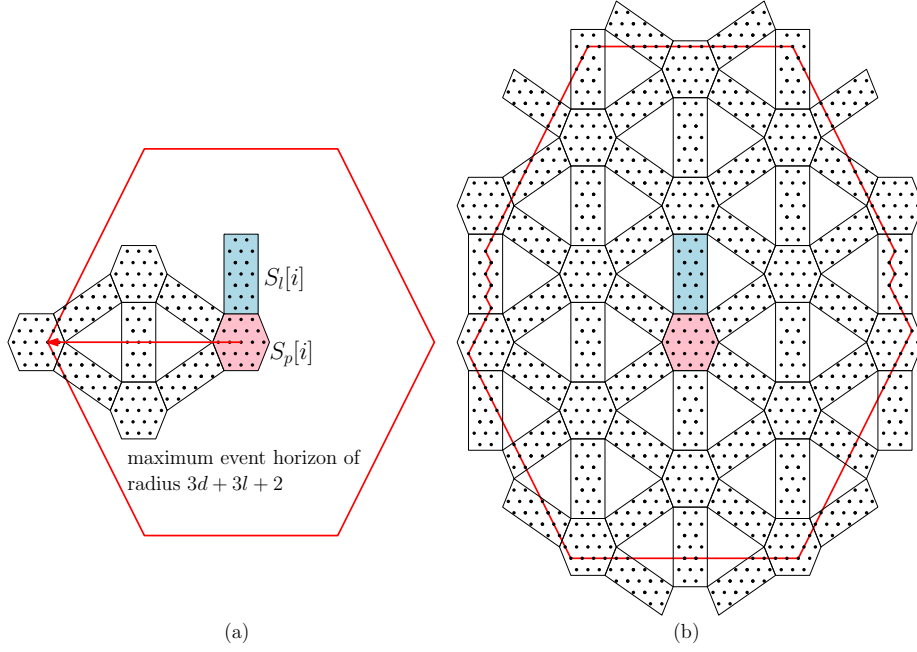 $S_l[i]$
$S_p[i]$
maximum event horizon of
radius $3d + 3l + 2$
(a)
(b)